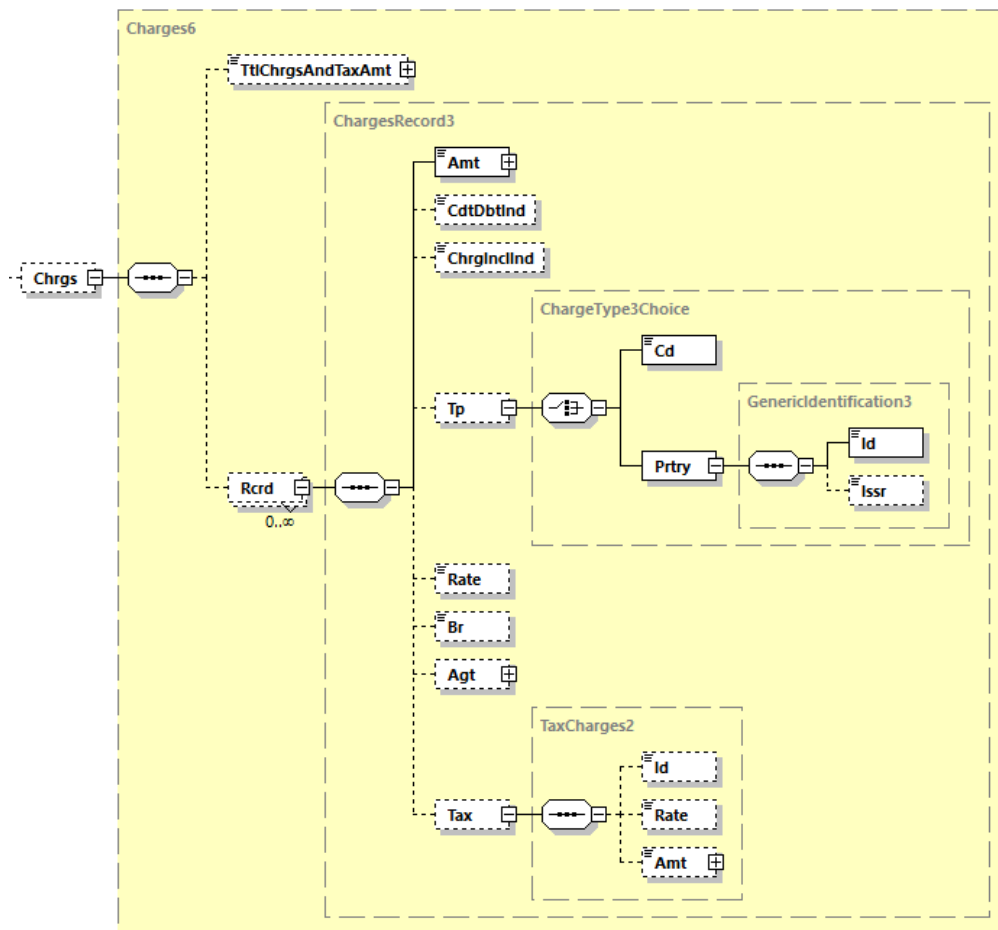 Charges6
TtlChrgsAndTaxAmt
ChargesRecord3
Amt
CdtDbtInd
ChrgInclInd
Chrgs
ChargeType3Choice
Cd
Tp
GenericIdentification3
Id
Prtry
Issr
Rcrd
0..∞
Rate
Br
Agt
TaxCharges2
Id
Tax
Rate
Amt